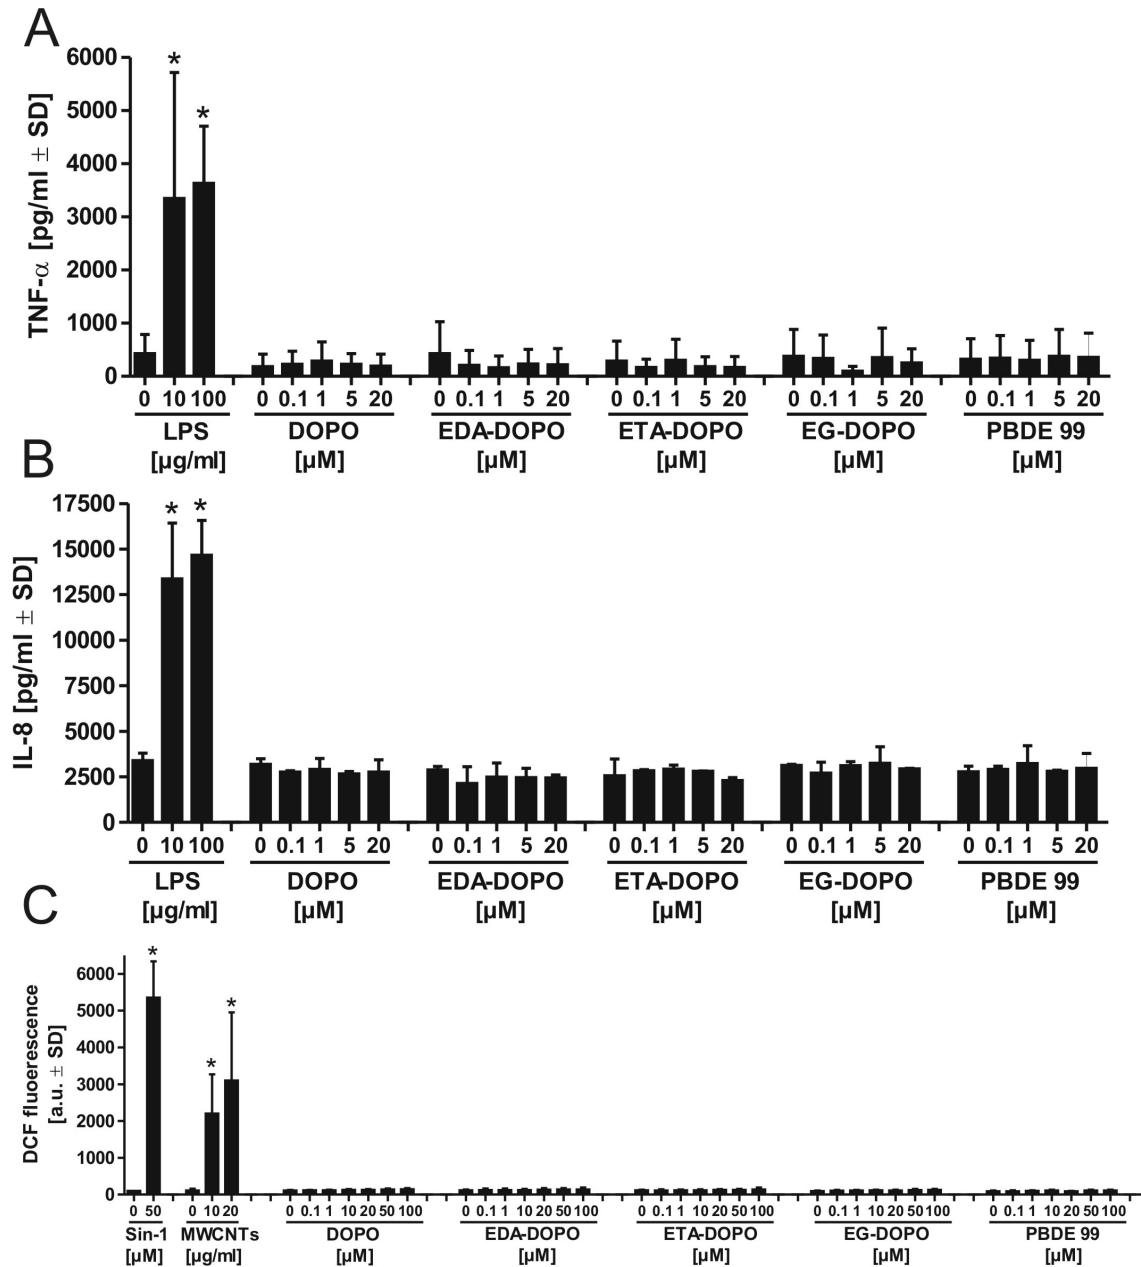 A
TNF-α [pg/ml ± SD]
6000
5000
4000
3000
2000
1000
0
* *
0 10 100 0 0.1 1 5 20 0 0.1 1 5 20 0 0.1 1 5 20 0 0.1 1 5 20 0 0.1 1 5 20
LPS DOPO EDA-DOPO ETA-DOPO EG-DOPO PBDE 99
[µg/ml] [µM] [µM] [µM] [µM] [µM]
B
IL-8 [pg/ml ± SD]
17500
15000
12500
10000
7500
5000
2500
0
* *
0 10 100 0 0.1 1 5 20 0 0.1 1 5 20 0 0.1 1 5 20 0 0.1 1 5 20 0 0.1 1 5 20
LPS DOPO EDA-DOPO ETA-DOPO EG-DOPO PBDE 99
[µg/ml] [µM] [µM] [µM] [µM] [µM]
C
DCF fluoerescence
[a.u. ± SD]
6000
5000
4000
3000
2000
1000
0
* * *
0 50 0 10 20 0 0.1 1 10 20 50 100 0 0.1 1 10 20 50 100 0 0.1 1 10 20 50 100 0 0.1 1 10 20 50 100 0 0.1 1 10 20 50 100
Sin-1 MWCNTs DOPO EDA-DOPO ETA-DOPO EG-DOPO PBDE 99
[µM] [µg/ml] [µM] [µM] [µM] [µM] [µM]